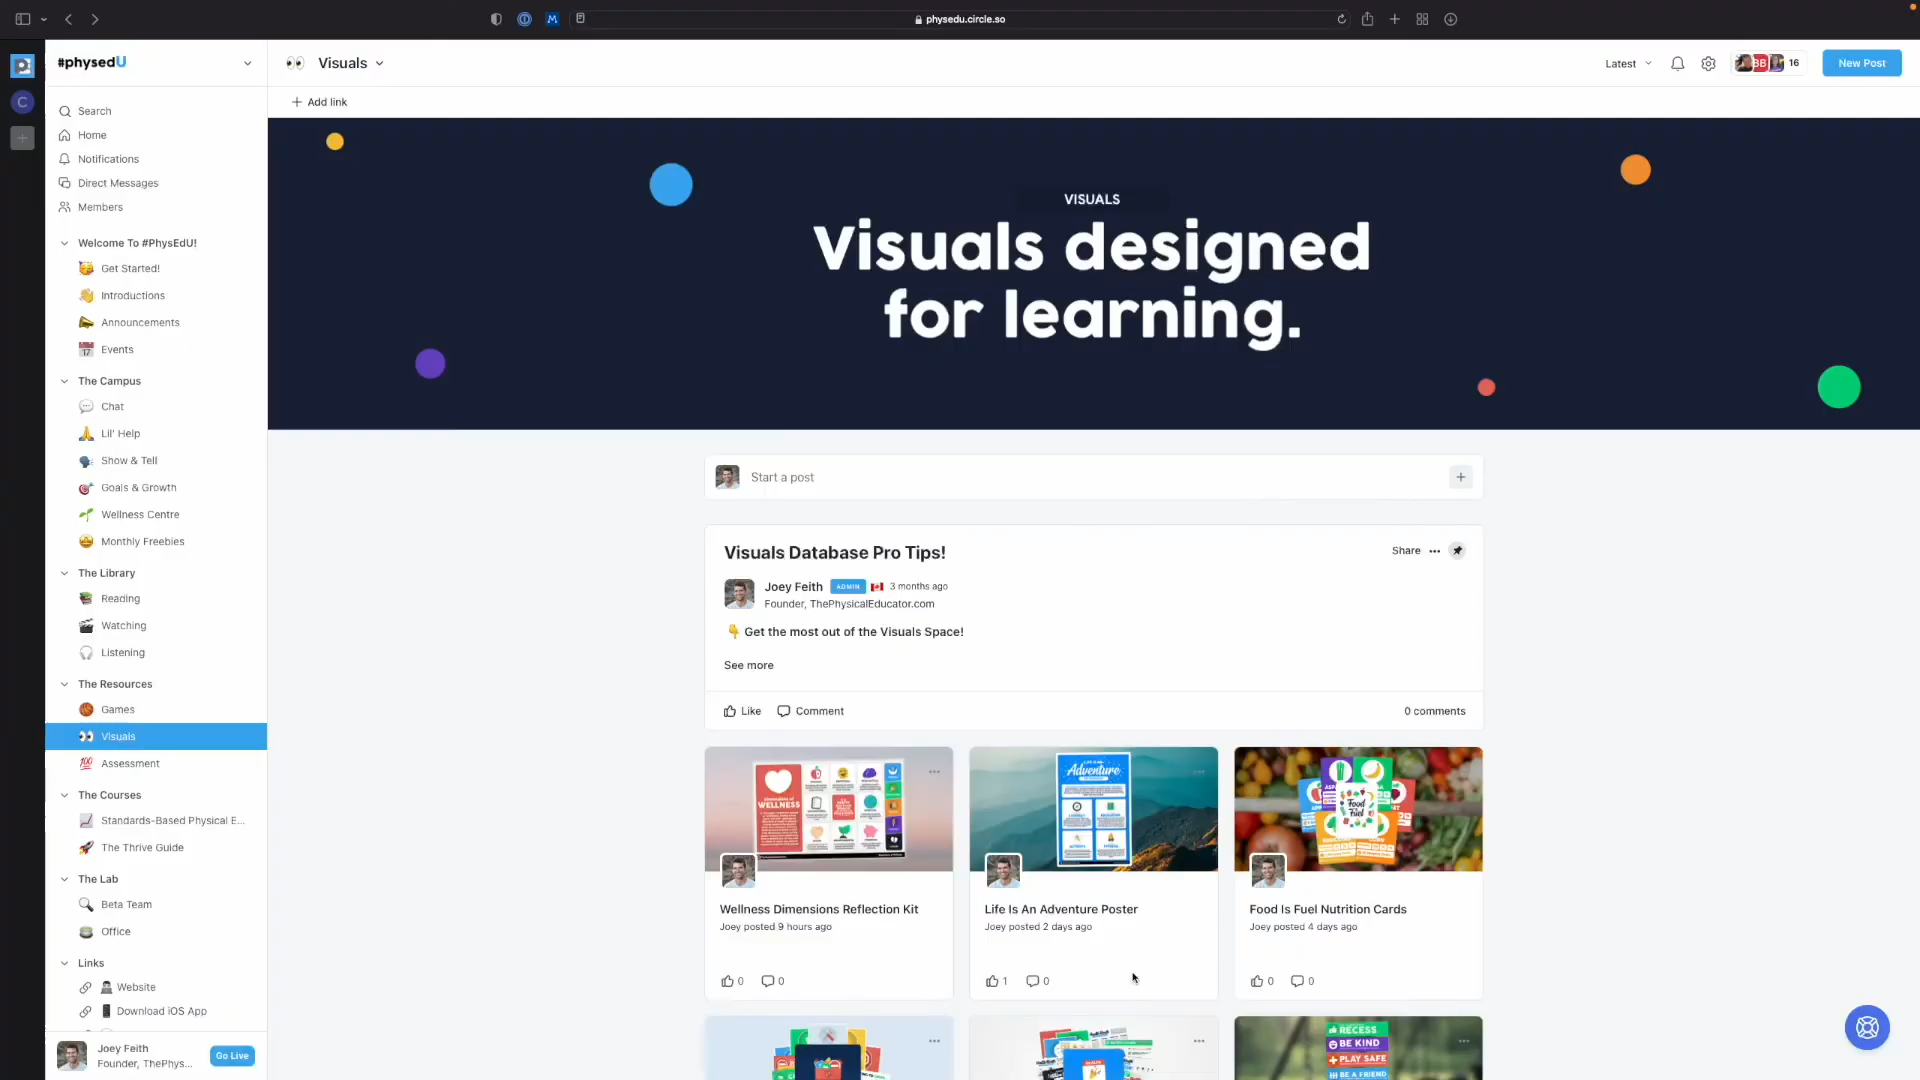 physedu.circle.so
#physedU
Visuals
Latest
16
New Post
C
Search
Home
Notifications
Direct Messages
Members
Add link
VISUALS
Visuals designed
for learning.
Welcome To #PhysEdU!
Get Started!
Introductions
Announcements
Events
The Campus
Chat
Lil' Help
Show & Tell
Goals & Growth
Wellness Centre
Monthly Freebies
The Library
Reading
Watching
Listening
The Resources
Games
Visuals
Assessment
The Courses
Standards-Based Physical E...
The Thrive Guide
The Lab
Beta Team
Office
Links
Website
Download iOS App
Joey Feith
Founder, ThePhys...
Go Live
Start a post
Visuals Database Pro Tips!
Share
Joey Feith ADMIN 3 months ago
Founder, ThePhysicalEducator.com
Get the most out of the Visuals Space!
See more
Like Comment
0 comments
WELLNESS
Adventure
Food
Fuel
Wellness Dimensions Reflection Kit
Joey posted 9 hours ago
0 0
Life Is An Adventure Poster
Joey posted 2 days ago
1 0
Food Is Fuel Nutrition Cards
Joey posted 4 days ago
0 0
RECESS
BE KIND
PLAY SAFE
BE A FRIEND